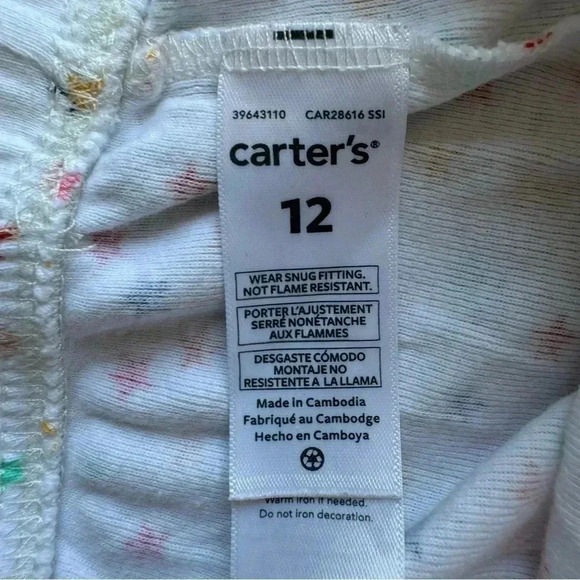 39643110 CAR28616 SSI
carter's®
12
WEAR SNUG FITTING.
NOT FLAME RESISTANT.
PORTER L'AJUSTEMENT
SERRÉ NONÉTANCHE
AUX FLAMMES
DESGASTE CÓMODO
MONTAJE NO
RESISTENTE A LA LLAMA
Made in Cambodia
Fabriqué au Cambodge
Hecho en Camboya
Warm iron if needed.
Do not iron decoration.